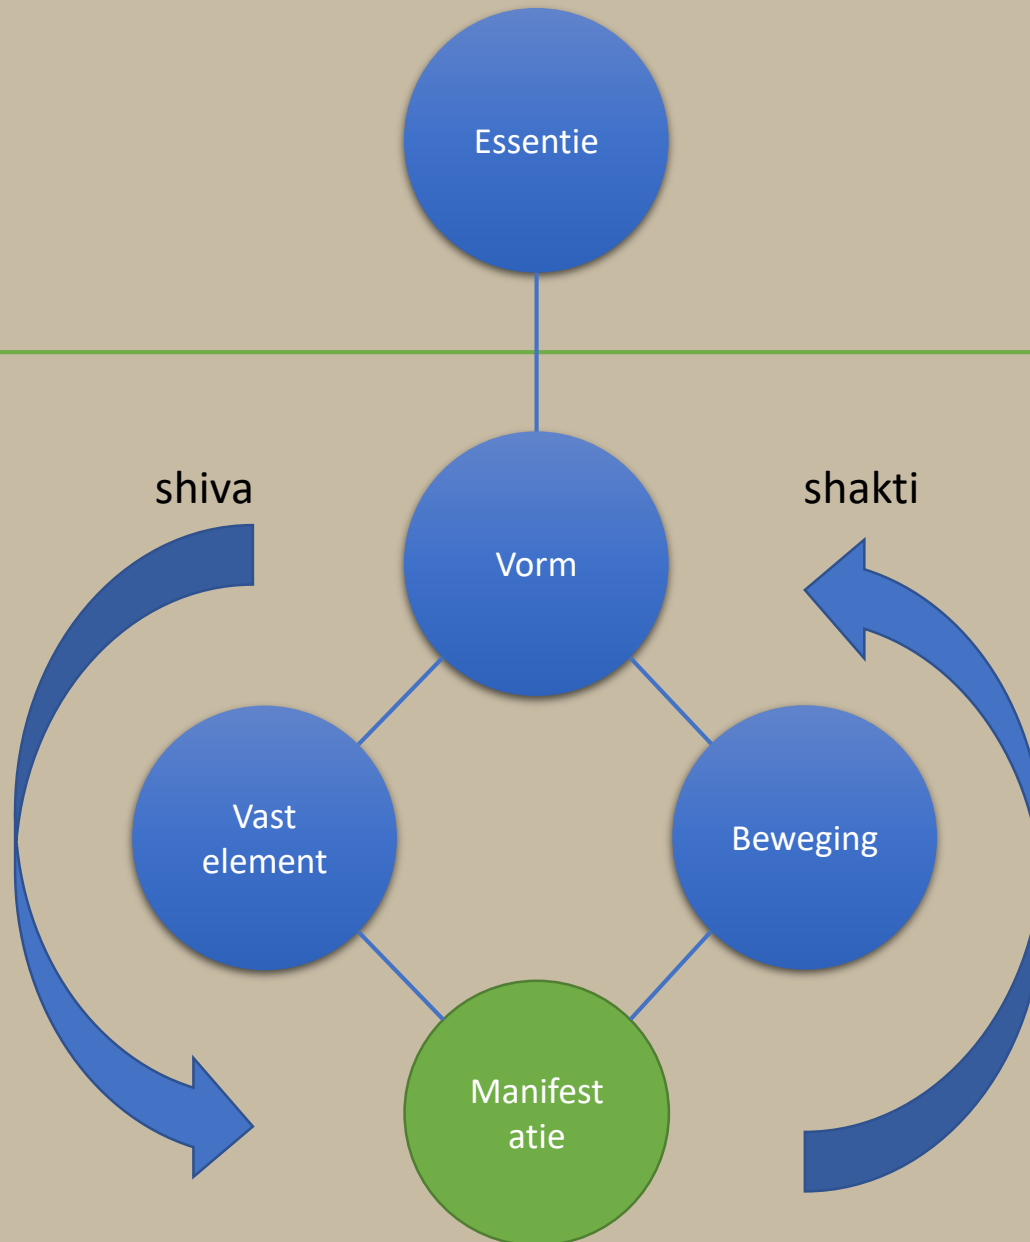 Essentie
shiva
shakti
Vorm
Vast
element
Beweging
Manifest
atie